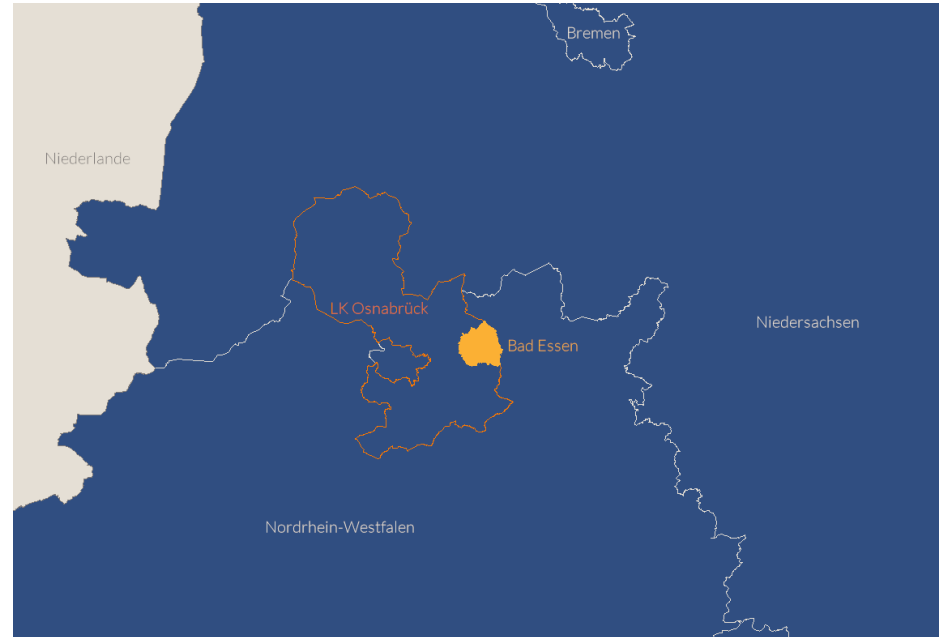 Bremen
Niederlande
LK Osnabrück
Niedersachsen
Bad Essen
Nordrhein-Westfalen